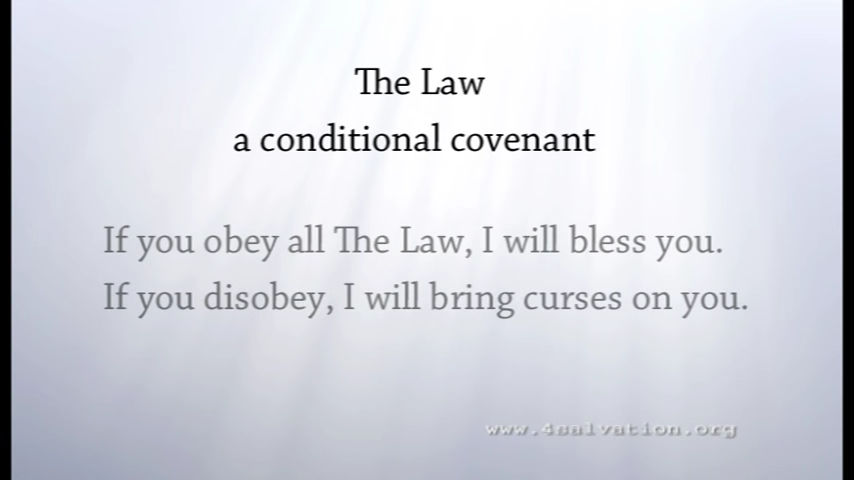 The Law
a conditional covenant
If you obey all The Law, I will bless you.
If you disobey, I will bring curses on you.
www.4salvation.org